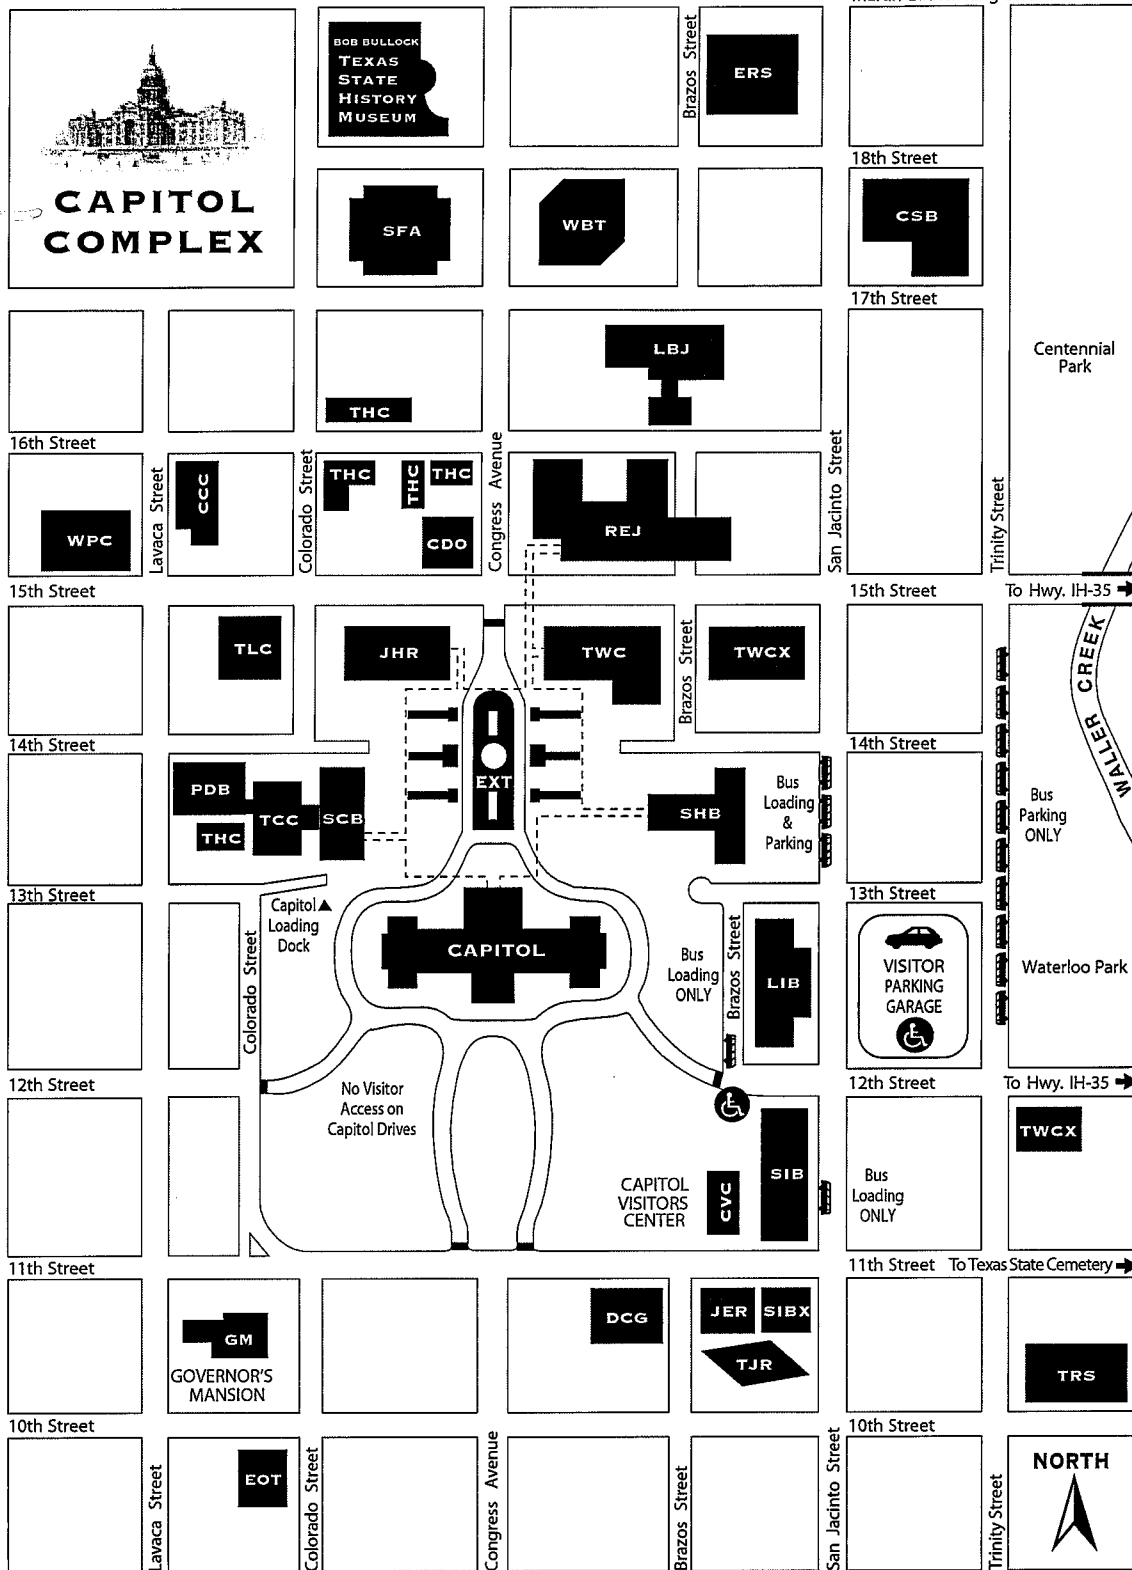 CAPITOL
COMPLEX
BOB BULLOCK
TEXAS
STATE
HISTORY
MUSEUM
Brazos Street
ERS
18th Street
SFA
WBT
CSB
17th Street
LBJ
Centennial
Park
THC
16th Street
Lavaca Street
CCC
Colorado Street
THC
THC
THC
Congress Avenue
San Jacinto Street
Trinity Street
WPC
CDO
REJ
15th Street
15th Street
To Hwy. IH-35
TLC
JHR
TWC
Brazos Street
TWCX
WALLER CREEK
14th Street
14th Street
PDB
TCC
SCB
THC
EXT
SHB
Bus
Loading
&
Parking
Bus
Parking
ONLY
13th Street
13th Street
Capitol
Loading
Dock
Colorado Street
CAPITOL
Bus
Loading
ONLY
Brazos Street
LIB
VISITOR
PARKING
GARAGE
Waterloo Park
12th Street
12th Street
To Hwy. IH-35
No Visitor
Access on
Capitol Drives
TWCX
CAPITOL
VISITORS
CENTER
CVC
SIB
Bus
Loading
ONLY
11th Street
11th Street
To Texas State Cemetery
GM
GOVERNOR'S
MANSION
DCG
JER
SIBX
TJR
TRS
10th Street
10th Street
Lavaca Street
EOT
Colorado Street
Congress Avenue
Brazos Street
San Jacinto Street
Trinity Street
NORTH